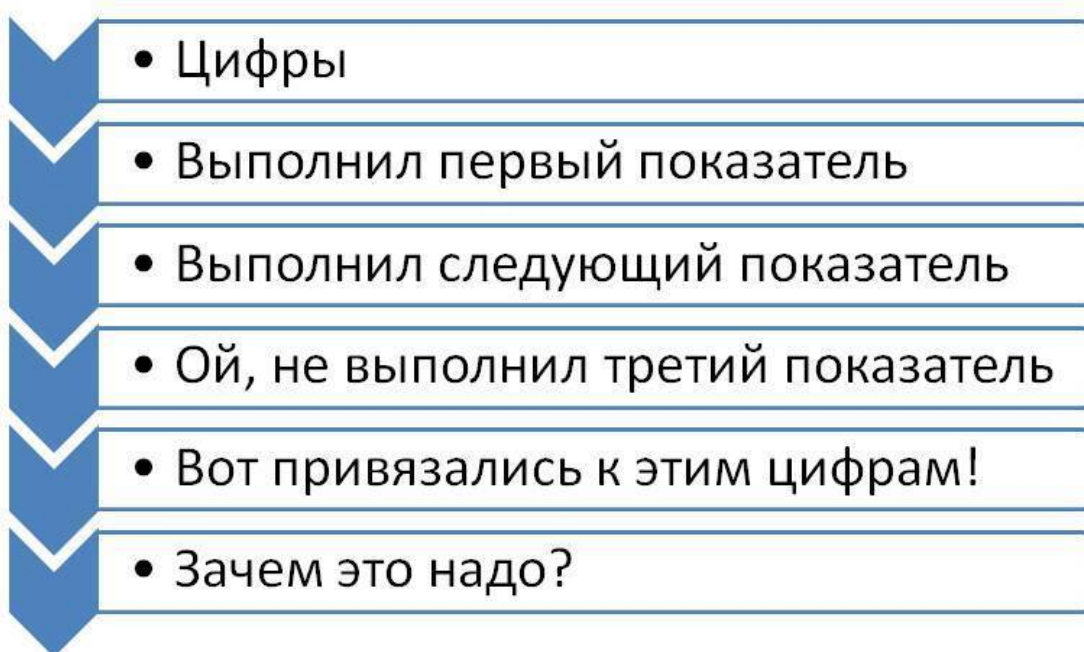 • Цифры
• Выполнил первый показатель
• Выполнил следующий показатель
• Ой, не выполнил третий показатель
• Вот привязались к этим цифрам!
• Зачем это надо?